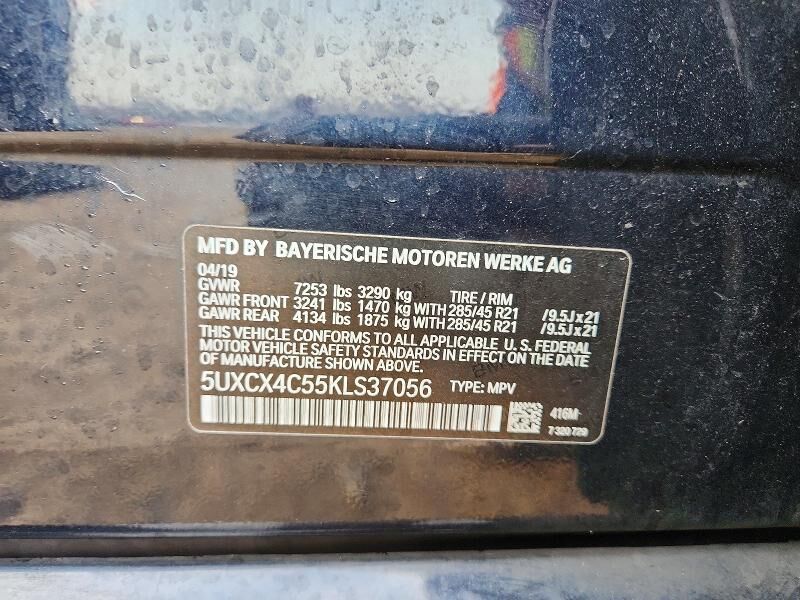 MFD BY BAYERISCHE MOTOREN WERKE AG
04/19
GVWR 7253 lbs 3290 kg TIRE / RIM
GAWR FRONT 3241 lbs 1470 kg WITH 285/45 R21 /9.5Jx21
GAWR REAR 4134 lbs 1875 kg WITH 285/45 R21 /9.5Jx21
THIS VEHICLE CONFORMS TO ALL APPLICABLE U.S. FEDERAL
MOTOR VEHICLE SAFETY STANDARDS IN EFFECT ON THE DATE
OF MANUFACTURE SHOWN ABOVE.
5UXCX4C55KLS37056 TYPE: MPV
416M
7320729